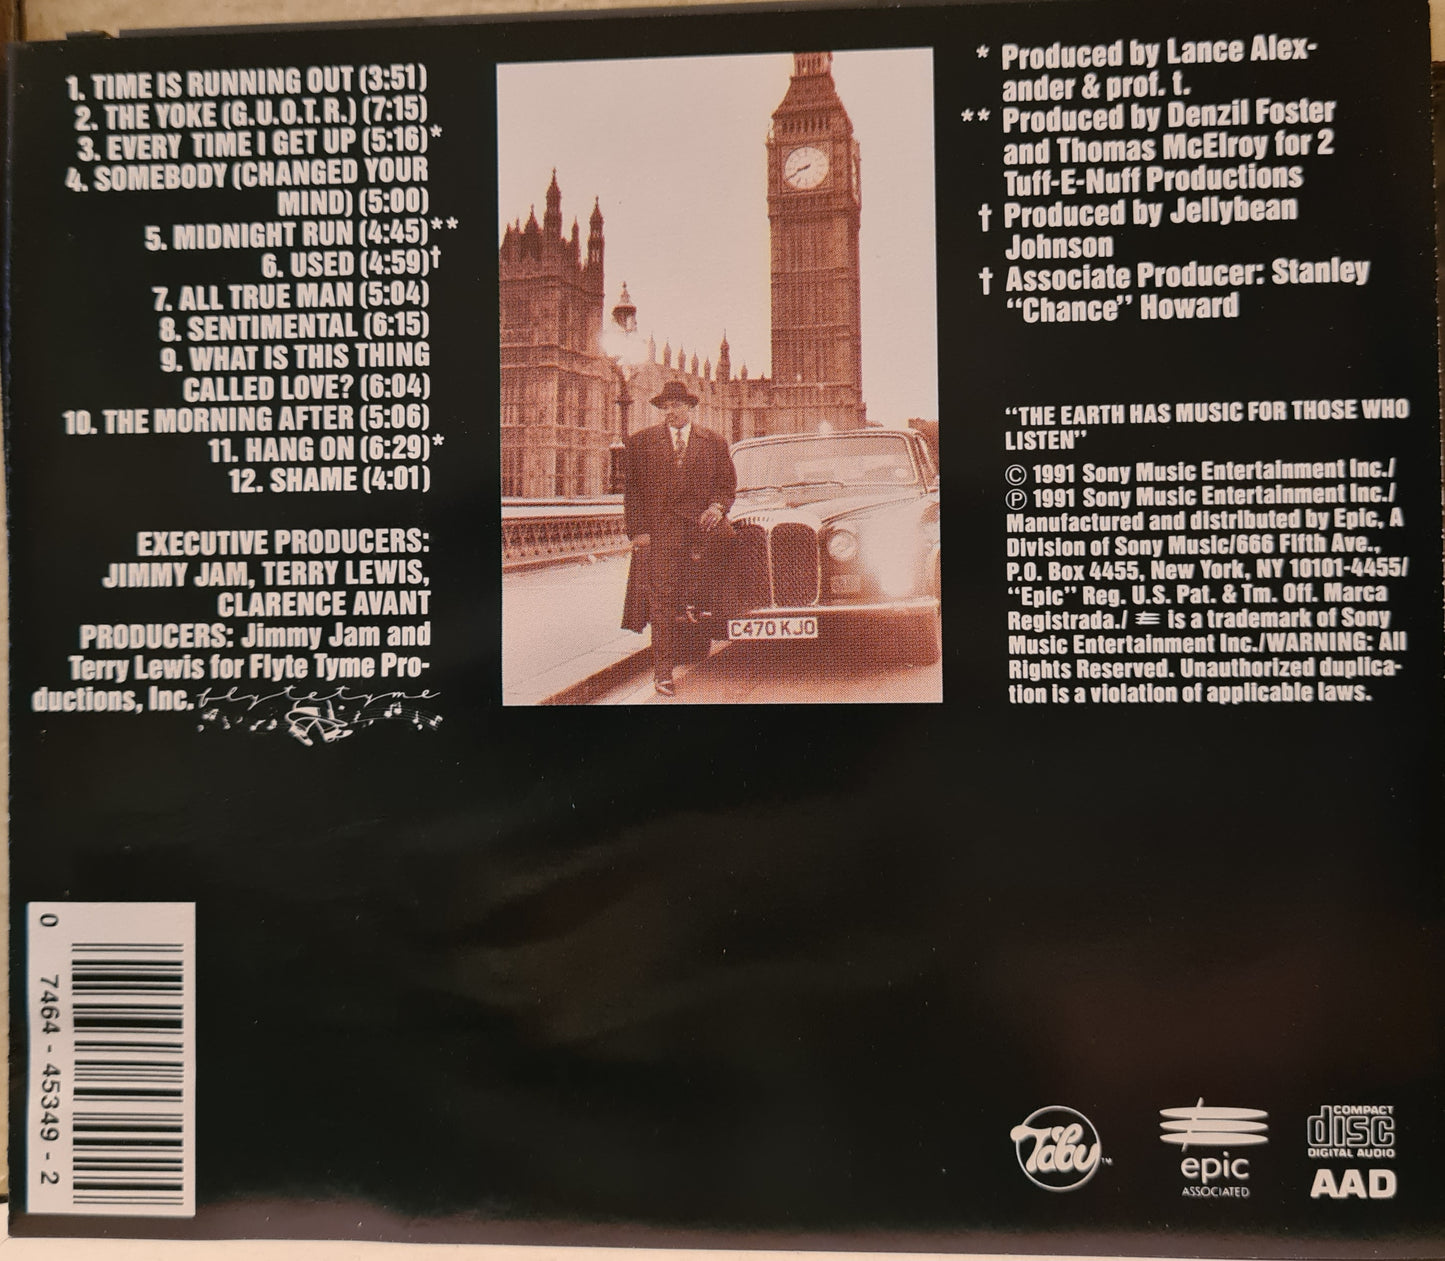 1. TIME IS RUNNING OUT (3:51)
2. THE YOKE (G.U.O.T.R.) (7:15)
3. EVERY TIME I GET UP (5:16)*
4. SOMEBODY (CHANGED YOUR
MIND) (5:00)
5. MIDNIGHT RUN (4:45)**
6. USED (4:59)†
7. ALL TRUE MAN (5:04)
8. SENTIMENTAL (6:15)
9. WHAT IS THIS THING
CALLED LOVE? (6:04)
10. THE MORNING AFTER (5:06)
11. HANG ON (6:29)*
12. SHAME (4:01)
EXECUTIVE PRODUCERS:
JIMMY JAM, TERRY LEWIS,
CLARENCE AVANT
PRODUCERS: Jimmy Jam and
Terry Lewis for Flyte Tyme Pro-
ductions, Inc. flytetyme
C470 KJO
* Produced by Lance Alex-
ander & prof. t.
** Produced by Denzil Foster
and Thomas McElroy for 2
Tuff-E-Nuff Productions
† Produced by Jellybean
Johnson
† Associate Producer: Stanley
"Chance" Howard
"THE EARTH HAS MUSIC FOR THOSE WHO
LISTEN"
© 1991 Sony Music Entertainment Inc./
℗ 1991 Sony Music Entertainment Inc./
Manufactured and distributed by Epic, A
Division of Sony Music/666 Fifth Ave.,
P.O. Box 4455, New York, NY 10101-4455/
"Epic" Reg. U.S. Pat. & Tm. Off. Marca
Registrada./ is a trademark of Sony
Music Entertainment Inc./WARNING: All
Rights Reserved. Unauthorized duplica-
tion is a violation of applicable laws.
0 7464-45349-2
Tabu™
epic
ASSOCIATED
COMPACT
disc
DIGITAL AUDIO
AAD